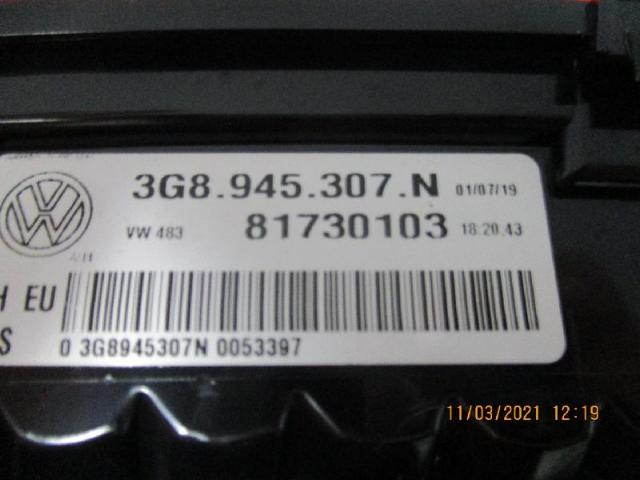 3G8.945.307.N 01/07/19
VW 483 81730103 18:20.43
H EU
S 0 3G8945307N 0053397
11/03/2021 12:19